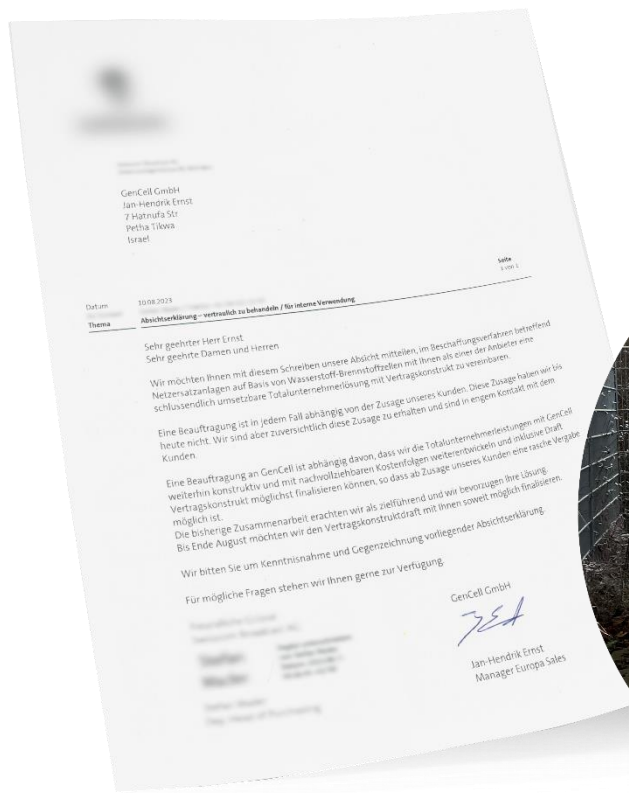 GenCell GmbH
Jan-Hendrik Ernst
7 Hatnufa Str
Petha Tikwa
Israel
Seite
1 von 1
Datum 10.08.2023
Thema Absichtserklärung – vertraulich zu behandeln / für interne Verwendung
Sehr geehrter Herr Ernst
Sehr geehrte Damen und Herren
Wir möchten Ihnen mit diesem Schreiben unsere Absicht mitteilen, im Beschaffungsverfahren betreffend
Netzersatzanlagen auf Basis von Wasserstoff-Brennstoffzellen mit Ihnen als einer der Anbieter eine
schlussendlich umsetzbare Totalunternehmerlösung mit Vertragskonstrukt zu vereinbaren.
Eine Beauftragung ist in jedem Fall abhängig von der Zusage unseres Kunden. Diese Zusage haben wir bis
heute nicht. Wir sind aber zuversichtlich diese Zusage zu erhalten und sind in engem Kontakt mit dem
Kunden.
Eine Beauftragung an GenCell ist abhängig davon, dass wir die Totalunternehmerleistungen mit GenCell
weiterhin konstruktiv und mit nachvollziehbaren Kostenfolgen weiterentwickeln und inklusive Draft
Vertragskonstrukt möglichst finalisieren können, so dass ab Zusage unseres Kunden eine rasche Vergabe
möglich ist.
Die bisherige Zusammenarbeit erachten wir als zielführend und wir bevorzugen Ihre Lösung.
Bis Ende August möchten wir den Vertragskonstruktdraft mit Ihnen soweit möglich finalisieren.
Wir bitten Sie um Kenntnisnahme und Gegenzeichnung vorliegender Absichtserklärung.
Für mögliche Fragen stehen wir Ihnen gerne zur Verfügung.
GenCell GmbH
Jan-Hendrik Ernst
Manager Europa Sales